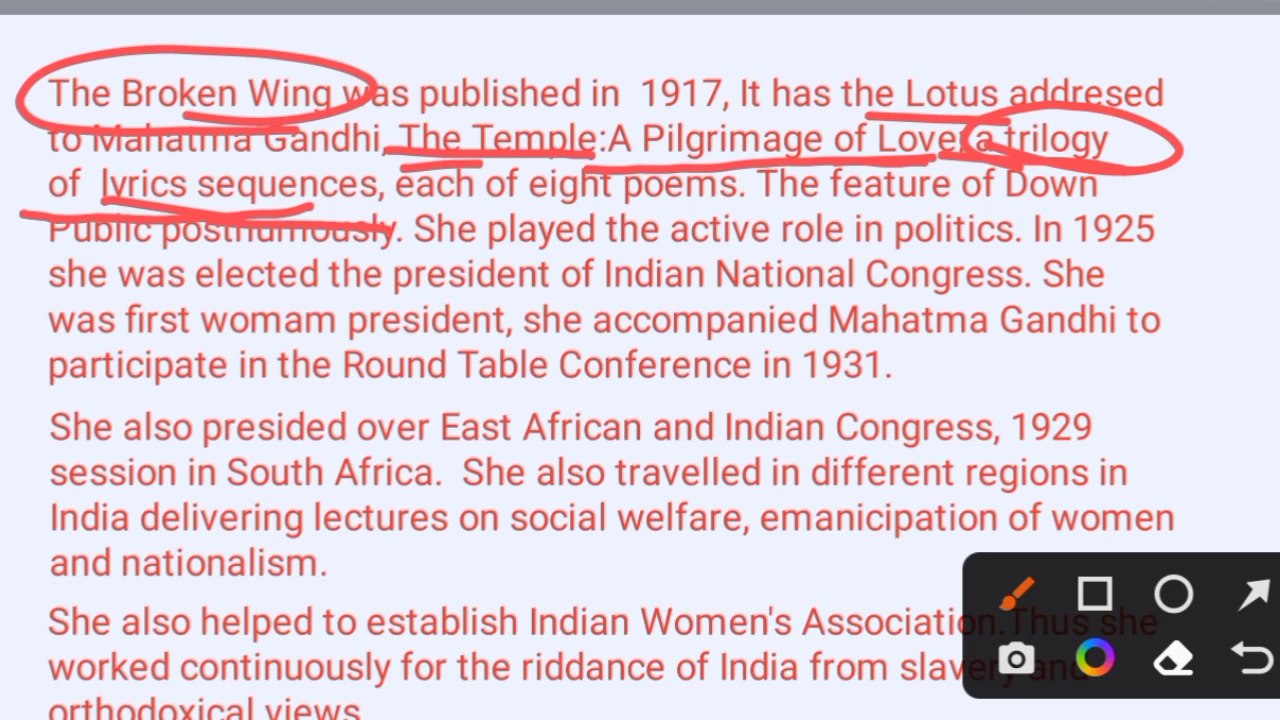 The Broken Wing was published in 1917, It has the Lotus addresed
to Mahatma Gandhi, The Temple:A Pilgrimage of Love; a trilogy
of lyrics sequences, each of eight poems. The feature of Down
Public posthumously. She played the active role in politics. In 1925
she was elected the president of Indian National Congress. She
was first womam president, she accompanied Mahatma Gandhi to
participate in the Round Table Conference in 1931.
She also presided over East African and Indian Congress, 1929
session in South Africa. She also travelled in different regions in
India delivering lectures on social welfare, emanicipation of women
and nationalism.
She also helped to establish Indian Women's Association.Thus she
worked continuously for the riddance of India from slavery and
orthodoxical views